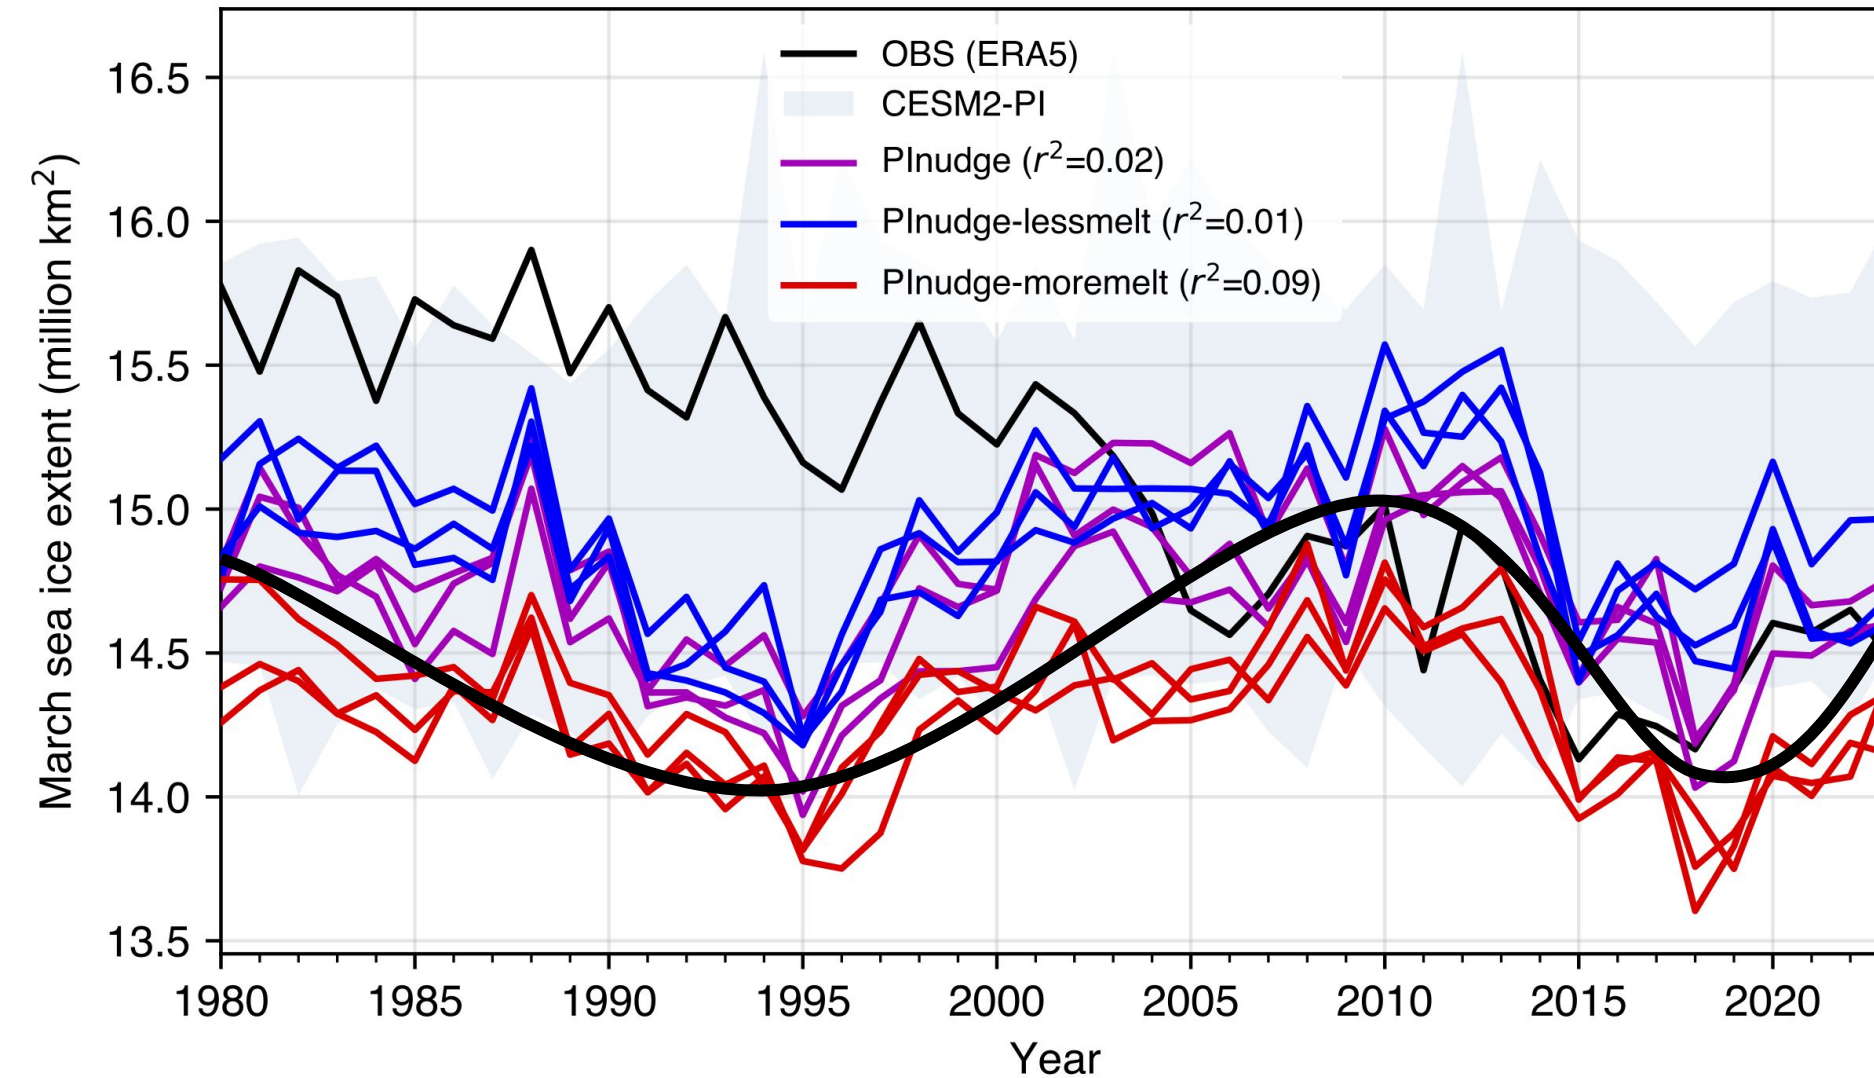 OBS (ERA5)
CESM2-PI
PInudge (r²=0.02)
PInudge-lessmelt (r²=0.01)
PInudge-moremelt (r²=0.09)
March sea ice extent (million km²)
16.5
16.0
15.5
15.0
14.5
14.0
13.5
1980 1985 1990 1995 2000 2005 2010 2015 2020
Year